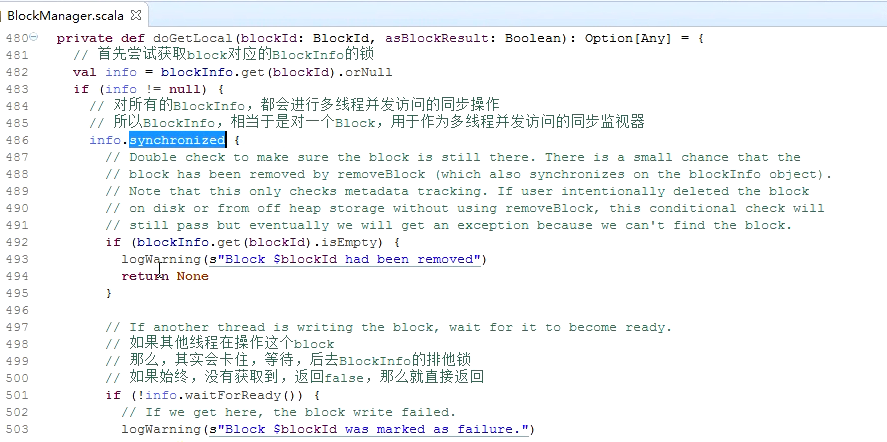 BlockManager.scala
480 private def doGetLocal(blockId: BlockId, asBlockResult: Boolean): Option[Any] = {
481 // 首先尝试获取block对应的BlockInfo的锁
482 val info = blockInfo.get(blockId).orNull
483 if (info != null) {
484 // 对所有的BlockInfo，都会进行多线程并发访问的同步操作
485 // 所以BlockInfo，相当于是对一个Block，用于作为多线程并发访问的同步监视器
486 info.synchronized {
487 // Double check to make sure the block is still there. There is a small chance that the
488 // block has been removed by removeBlock (which also synchronizes on the blockInfo object).
489 // Note that this only checks metadata tracking. If user intentionally deleted the block
490 // on disk or from off heap storage without using removeBlock, this conditional check will
491 // still pass but eventually we will get an exception because we can't find the block.
492 if (blockInfo.get(blockId).isEmpty) {
493 logWarning(s"Block $blockId had been removed")
494 return None
495 }
496
497 // If another thread is writing the block, wait for it to become ready.
498 // 如果其他线程在操作这个block
499 // 那么，其实会卡住，等待，后去BlockInfo的排他锁
500 // 如果始终，没有获取到，返回false，那么就直接返回
501 if (!info.waitForReady()) {
502 // If we get here, the block write failed.
503 logWarning(s"Block $blockId was marked as failure.")